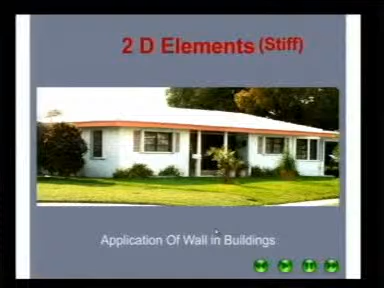 2 D Elements (Stiff)
Application Of Wall in Buildings